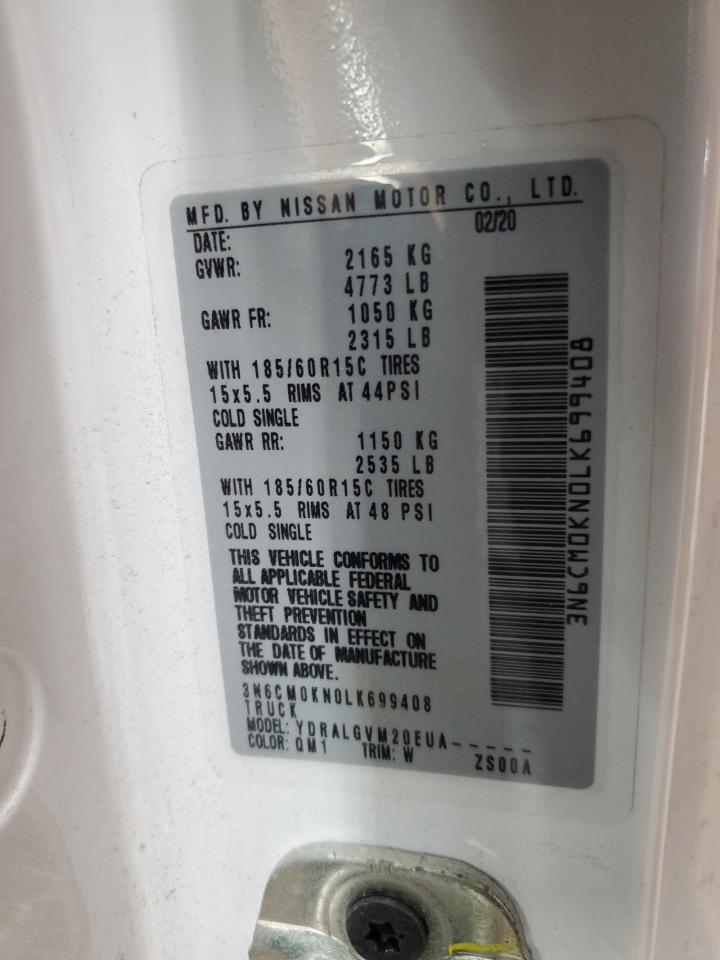 MFD. BY NISSAN MOTOR CO., LTD.
DATE: 02/20
GVWR: 2165 KG
4773 LB
GAWR FR: 1050 KG
2315 LB
WITH 185/60R15C TIRES
15x5.5 RIMS AT 44PSI
COLD SINGLE
GAWR RR: 1150 KG
2535 LB
WITH 185/60R15C TIRES
15x5.5 RIMS AT 48 PSI
COLD SINGLE
THIS VEHICLE CONFORMS TO
ALL APPLICABLE FEDERAL
MOTOR VEHICLE SAFETY AND
THEFT PREVENTION
STANDARDS IN EFFECT ON
THE DATE OF MANUFACTURE
SHOWN ABOVE.
3N6CM0KN0LK699408
TRUCK
MODEL: YDRALGVM20EUA-----
COLOR: QM1 TRIM: W ZS00A
3N6CM0KN0LK699408